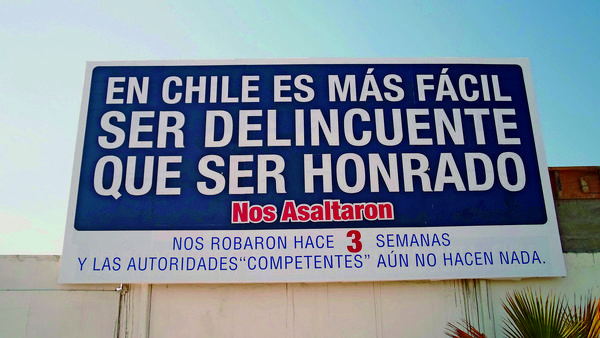 EN CHILE ES MÁS FÁCIL
SER DELINCUENTE
QUE SER HONRADO
Nos Asaltaron
NOS ROBARON HACE 3 SEMANAS
Y LAS AUTORIDADES“COMPETENTES” AÚN NO HACEN NADA.